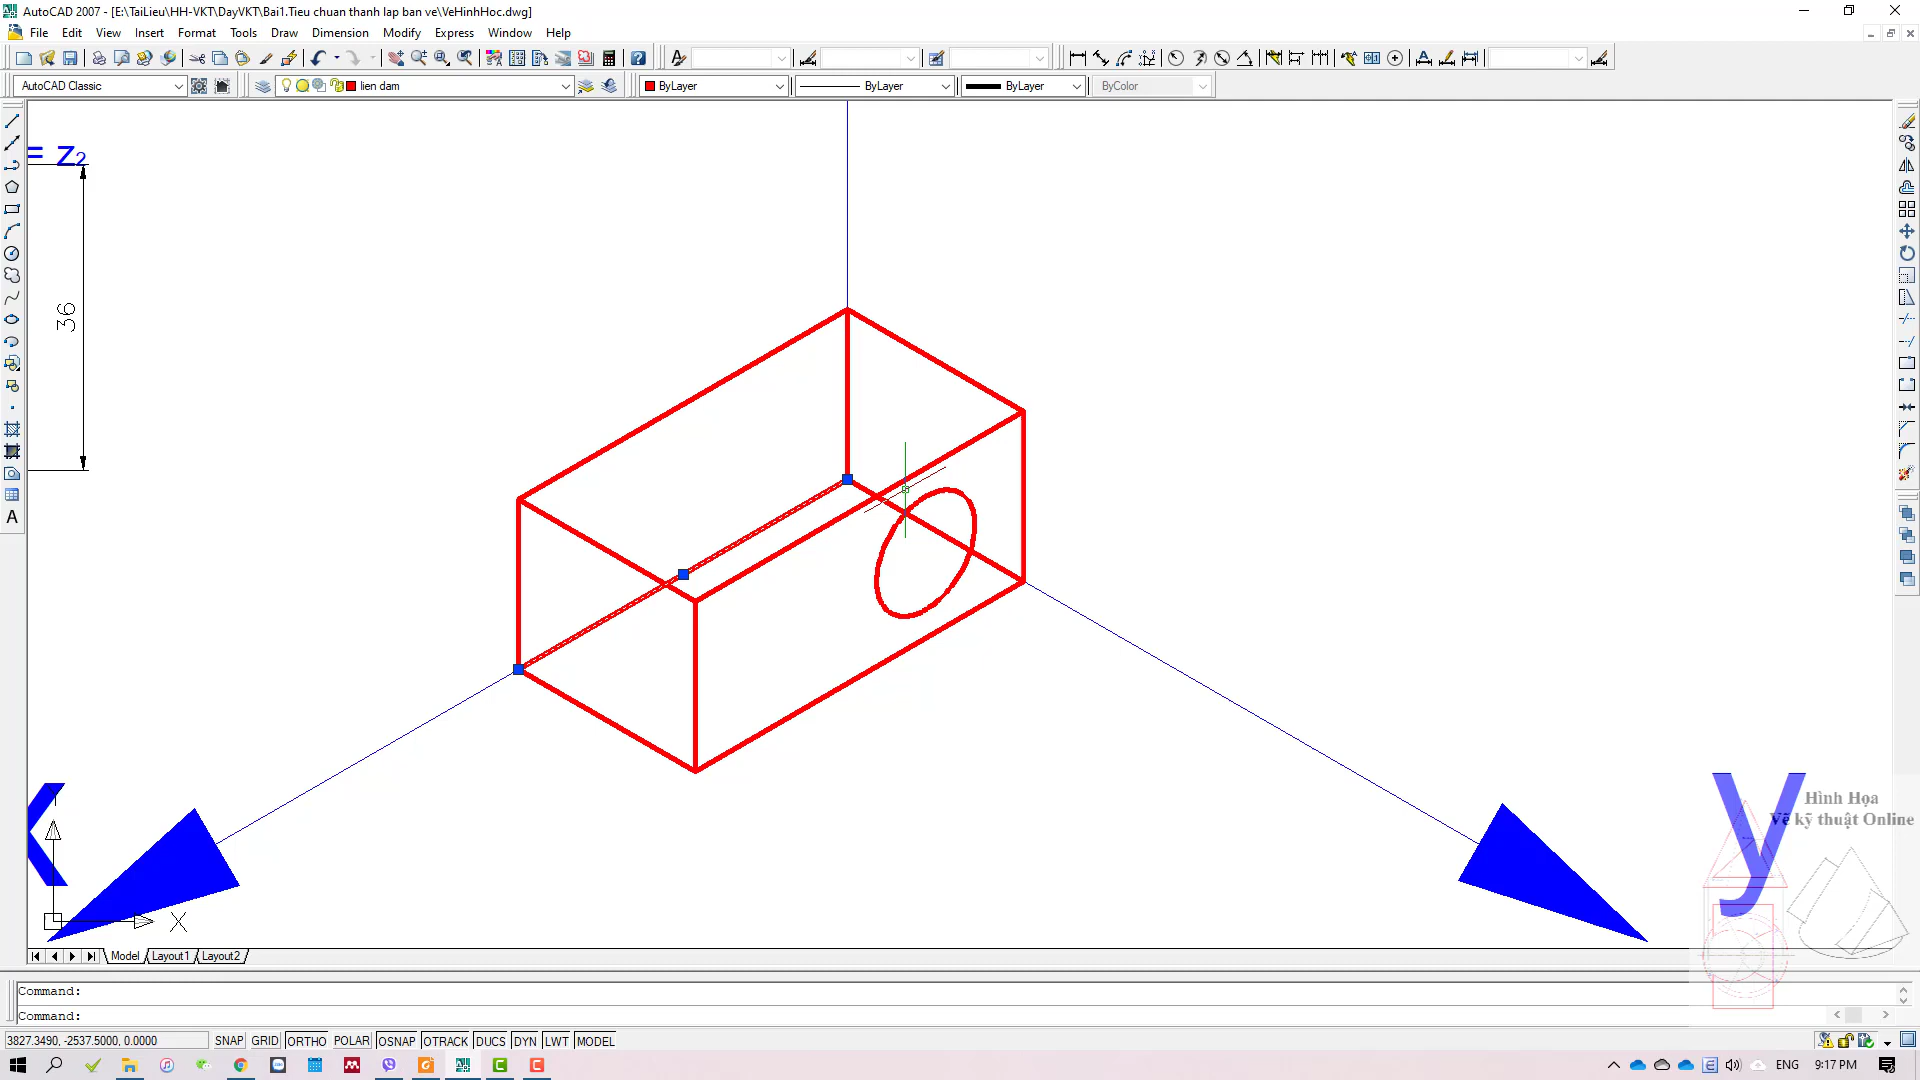 AutoCAD 2007 - [E:\TaiLieu\HH-VKT\DayVKT\Bai1.Tieu chuan thanh lap ban ve\VeHinhHoc.dwg]
File Edit View Insert Format Tools Draw Dimension Modify Express Window Help
AutoCAD Classic lien dam ByLayer ByLayer ByLayer ByColor
= z2
36
A
y
Hình Họa
Vẽ kỹ thuật Online
X
Y
X
Model Layout1 Layout2
Command:
Command:
3827.3490, -2537.5000, 0.0000 SNAP GRID ORTHO POLAR OSNAP OTRACK DUCS DYN LWT MODEL
ENG 9:17 PM